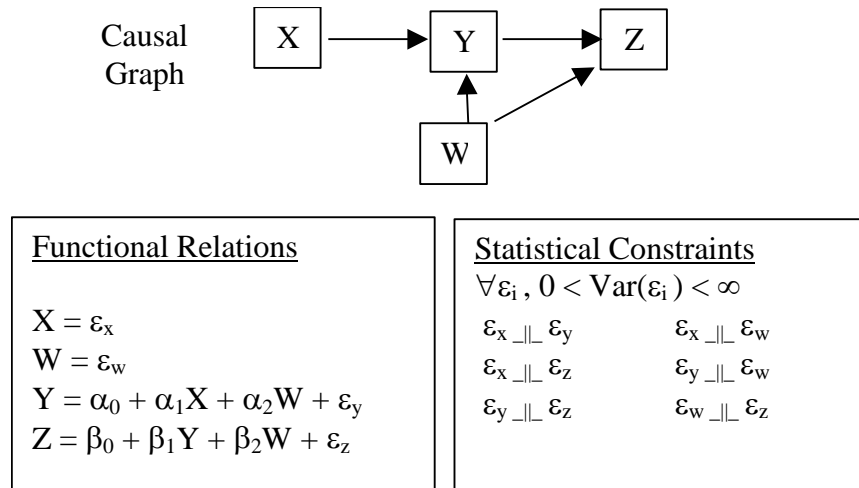 Causal
Graph
X
Y
Z
W
Functional Relations
X = εx
W = εw
Y = α0 + α1X + α2W + εy
Z = β0 + β1Y + β2W + εz
Statistical Constraints
∀εi , 0 < Var(εi ) < ∞
εx _||_ εy εx _||_ εw
εx _||_ εz εy _||_ εw
εy _||_ εz εw _||_ εz